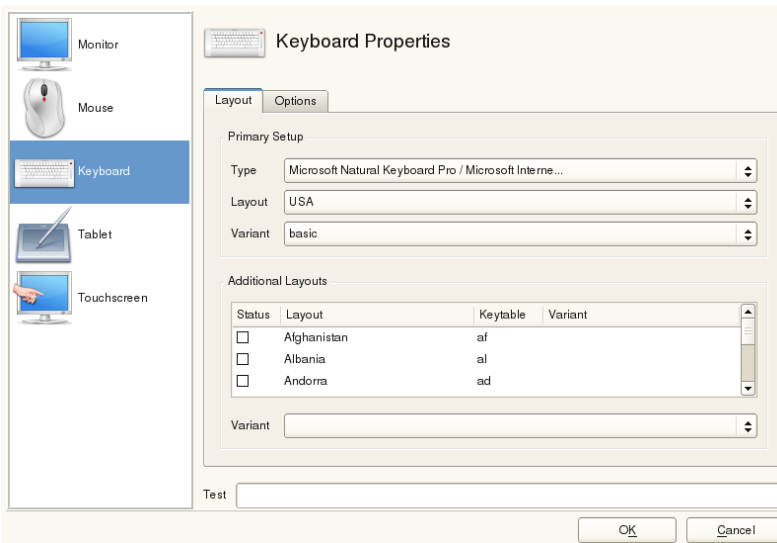 Monitor
Mouse
Keyboard
Tablet
Touchscreen
Keyboard Properties
Layout Options
Primary Setup
Type Microsoft Natural Keyboard Pro / Microsoft Interne...
Layout USA
Variant basic
Additional Layouts
Status Layout Keytable Variant
Afghanistan af
Albania al
Andorra ad
Variant
Test
OK Cancel